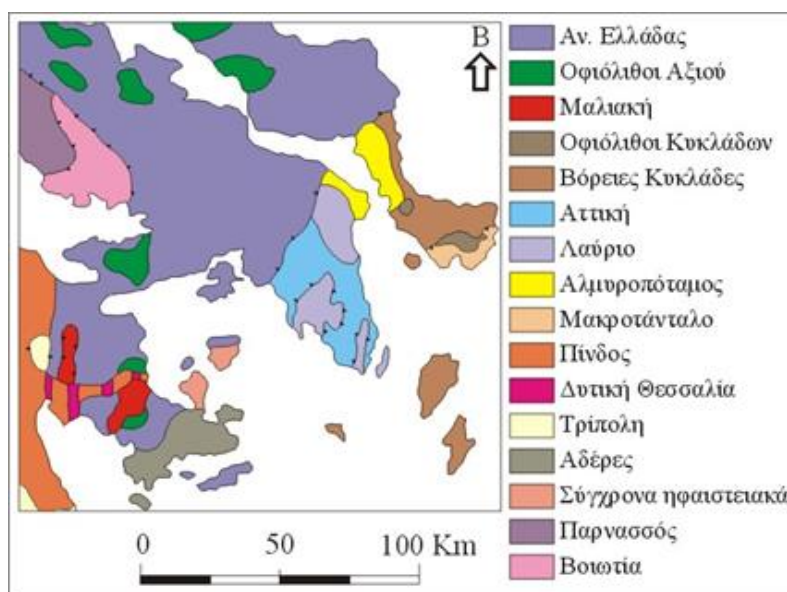 Β
Αν. Ελλάδας
Οφιόλιθοι Αξιού
Μαλιακή
Οφιόλιθοι Κυκλάδων
Βόρειες Κυκλάδες
Αττική
Λαύριο
Αλμυροπόταμος
Μακροτάνταλο
Πίνδος
Δυτική Θεσσαλία
Τρίπολη
Αδέρες
Σύγχρονα ηφαιστειακά
Παρνασσός
Βοιωτία
0 50 100 Km